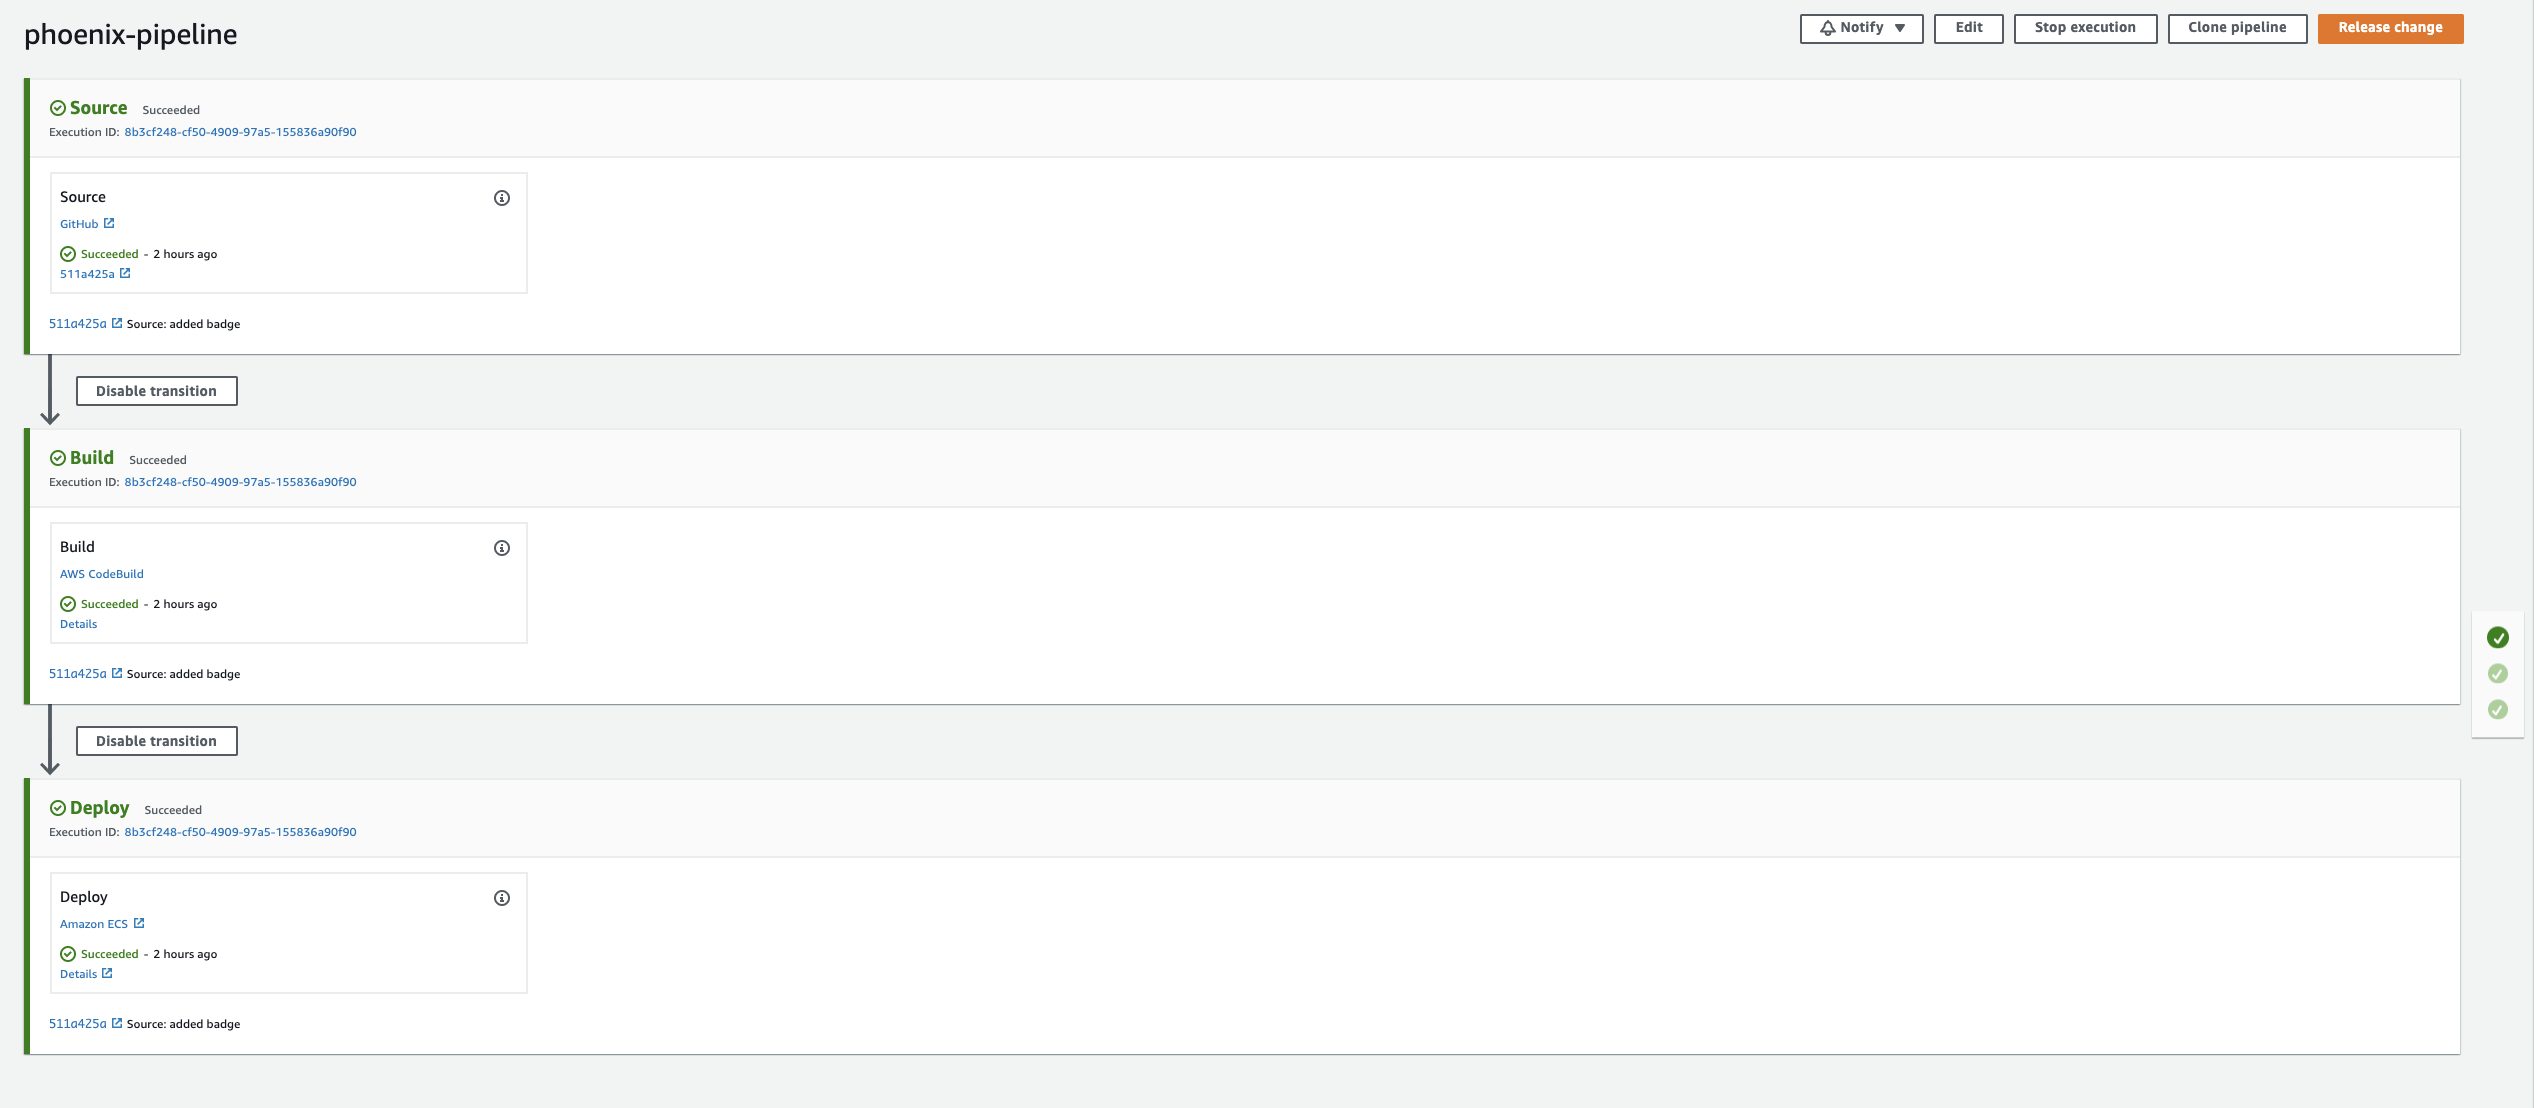 phoenix-pipeline
Notify
Edit
Stop execution
Clone pipeline
Release change
Source Succeeded
Execution ID: 8b3cf248-cf50-4909-97a5-155836a90f90
Source
GitHub
Succeeded - 2 hours ago
511a425a
511a425a Source: added badge
Disable transition
Build Succeeded
Execution ID: 8b3cf248-cf50-4909-97a5-155836a90f90
Build
AWS CodeBuild
Succeeded - 2 hours ago
Details
511a425a Source: added badge
Disable transition
Deploy Succeeded
Execution ID: 8b3cf248-cf50-4909-97a5-155836a90f90
Deploy
Amazon ECS
Succeeded - 2 hours ago
Details
511a425a Source: added badge